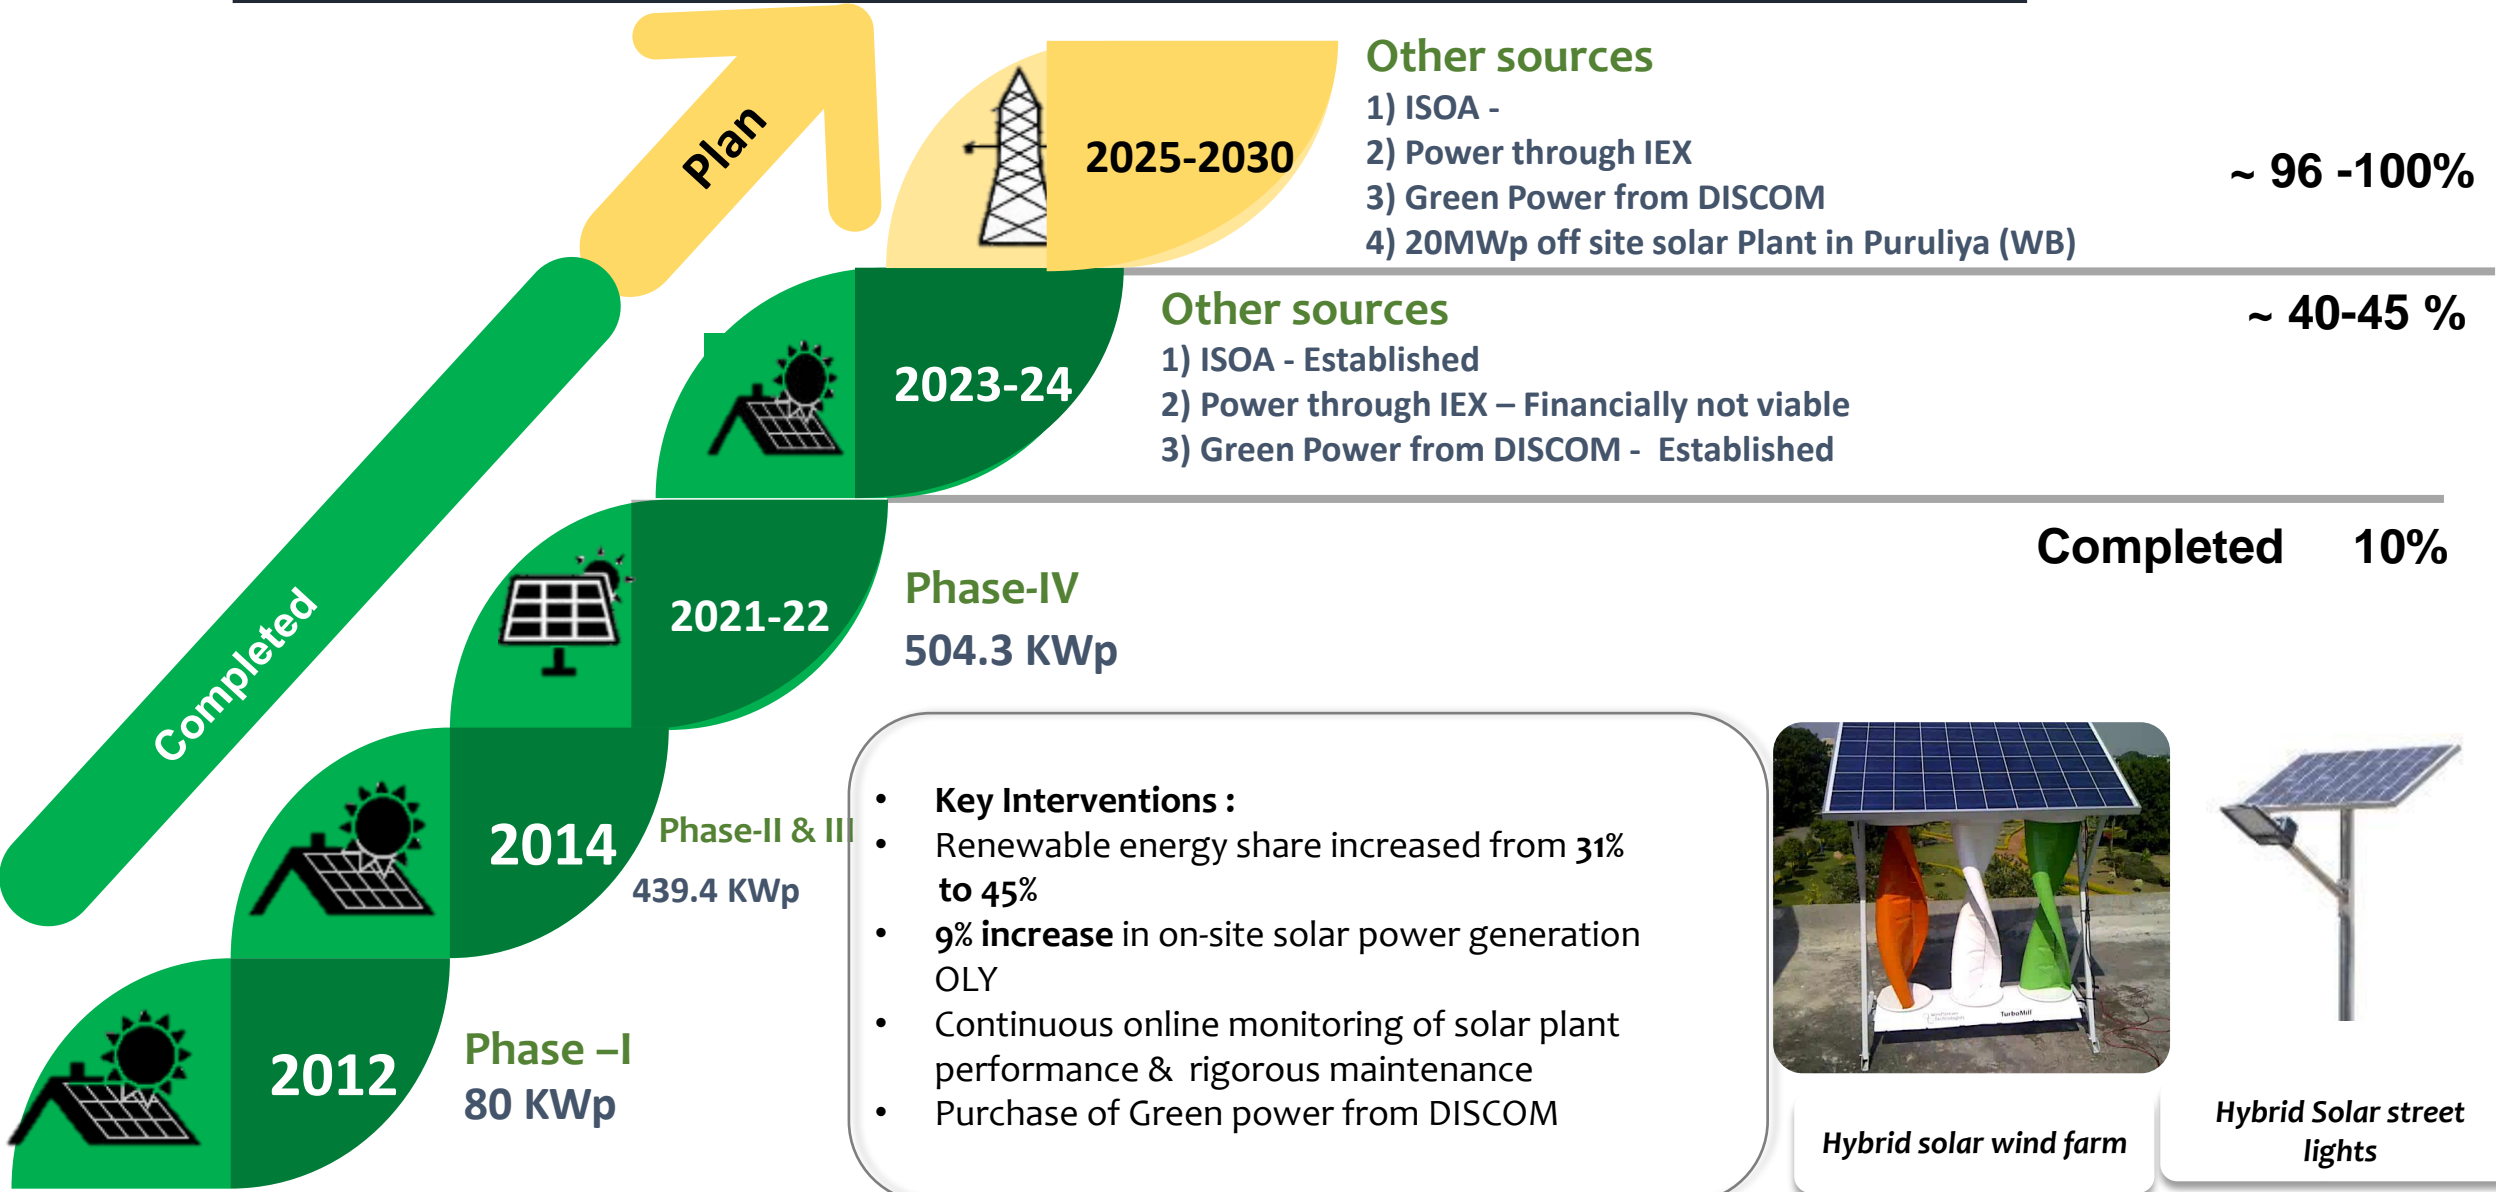 Plan
2025-2030
Other sources
1) ISOA -
2) Power through IEX
3) Green Power from DISCOM
4) 20MWp off site solar Plant in Puruliya (WB)
~ 96 -100%
Completed
2023-24
Other sources
1) ISOA - Established
2) Power through IEX – Financially not viable
3) Green Power from DISCOM - Established
~ 40-45 %
2021-22
Phase-IV
504.3 KWp
Completed 10%
2014
Phase-II & III
439.4 KWp
2012
Phase –I
80 KWp
• Key Interventions :
• Renewable energy share increased from 31%
to 45%
• 9% increase in on-site solar power generation
OLY
• Continuous online monitoring of solar plant
performance & rigorous maintenance
• Purchase of Green power from DISCOM
TurboMill
Hybrid solar wind farm
Hybrid Solar street
lights